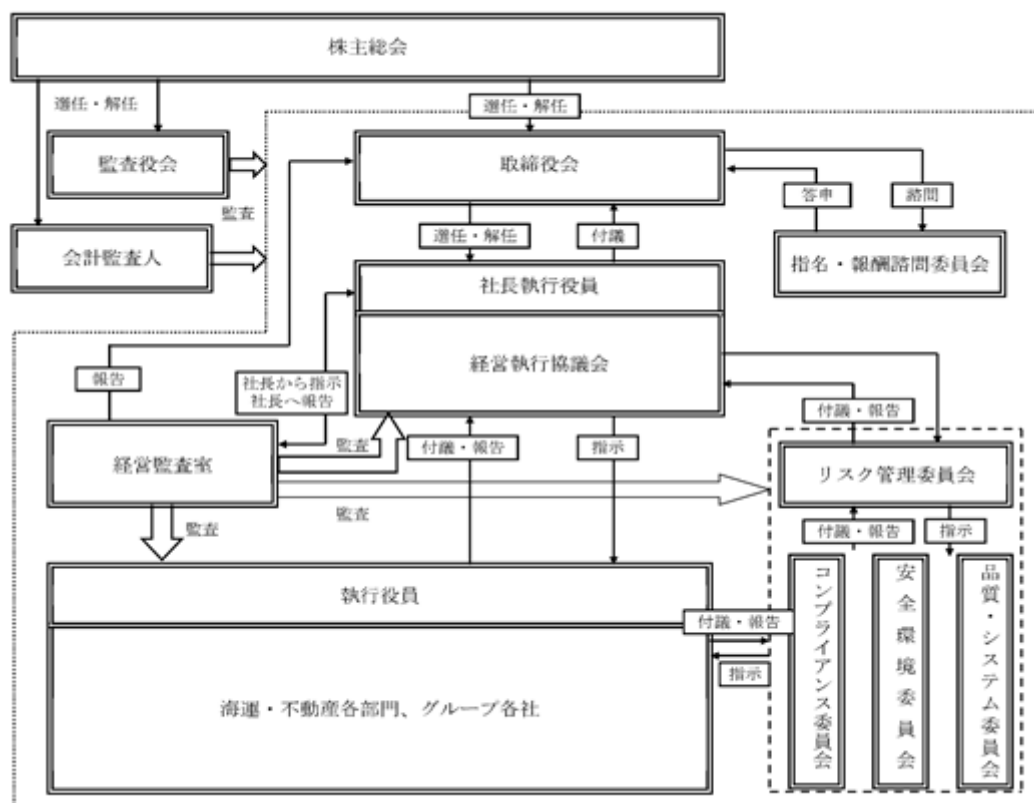 株主総会
選任・解任
選任・解任
監査役会
取締役会
監査
答申
諮問
会計監査人
選任・解任
付議
指名・報酬諮問委員会
社長執行役員
経営執行協議会
報告
社長から指示
社長へ報告
付議・報告
経営監査室
監査
付議・報告
指示
リスク管理委員会
監査
監査
付議・報告
指示
執行役員
コンプライアンス委員会
安全環境委員会
品質・システム委員会
付議・報告
指示
海運・不動産各部門、グループ各社